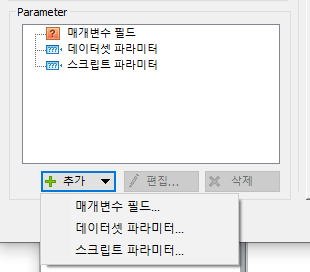 Parameter
매개변수 필드
데이터셋 파라미터
스크립트 파라미터
추가 편집... 삭제
매개변수 필드...
데이터셋 파라미터...
스크립트 파라미터...